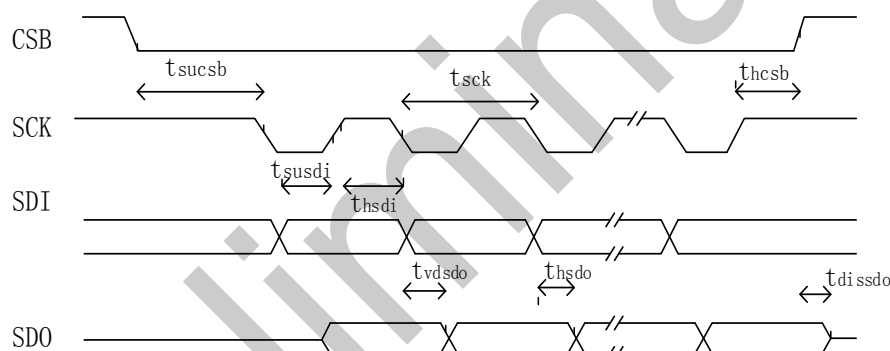 CSB
tsucsb
tsck
thcsb
SCK
tsusdi
thsdi
SDI
tvdsdo
thsdo
tdissdo
SDO